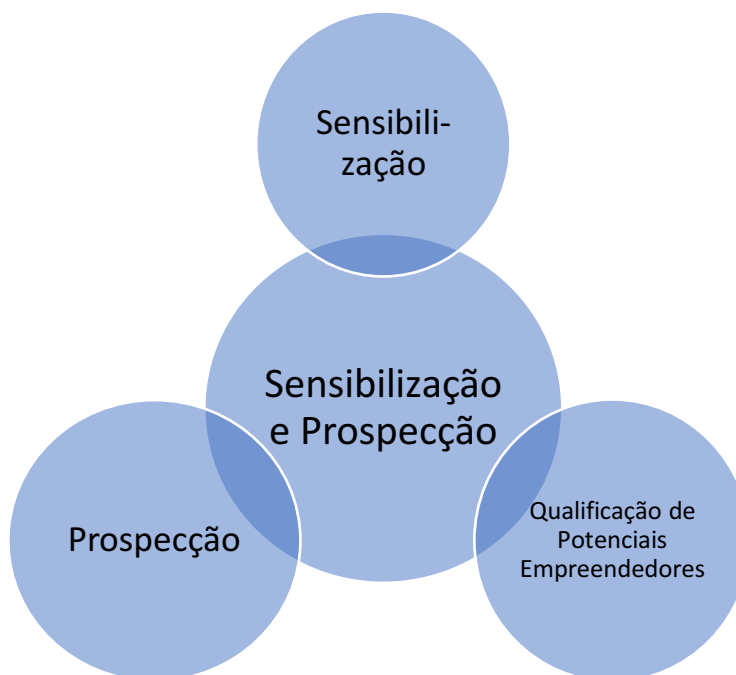 Sensibili-
zação
Sensibilização
e Prospecção
Prospecção
Qualificação de
Potenciais
Empreendedores